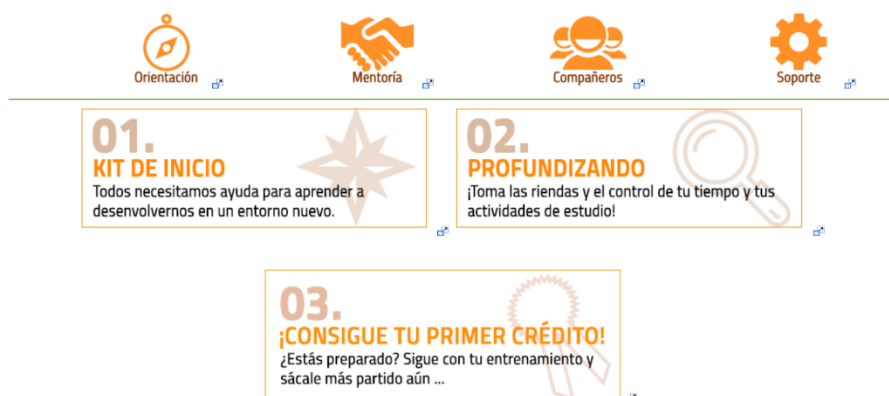 Orientación
Mentoría
Compañeros
Soporte
01.
KIT DE INICIO
Todos necesitamos ayuda para aprender a
desenvolvernos en un entorno nuevo.
02.
PROFUNDIZANDO
¡Toma las riendas y el control de tu tiempo y tus
actividades de estudio!
03.
¡CONSIGUE TU PRIMER CRÉDITO!
¿Estás preparado? Sigue con tu entrenamiento y
sácale más partido aún ...